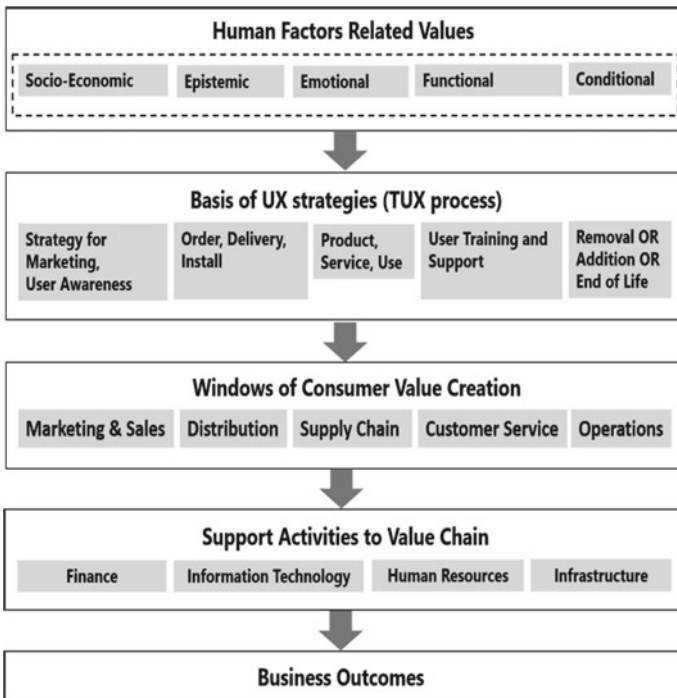 Human Factors Related Values
Socio-Economic
Epistemic
Emotional
Functional
Conditional
Basis of UX strategies (TUX process)
Strategy for
Marketing,
User Awareness
Order, Delivery,
Install
Product,
Service, Use
User Training and
Support
Removal OR
Addition OR
End of Life
Windows of Consumer Value Creation
Marketing & Sales
Distribution
Supply Chain
Customer Service
Operations
Support Activities to Value Chain
Finance
Information Technology
Human Resources
Infrastructure
Business Outcomes